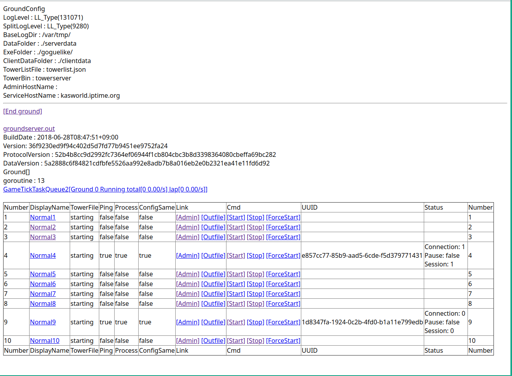 GroundConfig
LogLevel : LL_Type(131071)
SplitLogLevel : LL_Type(9280)
BaseLogDir : /var/tmp/
DataFolder : ./serverdata
ExeFolder : ./goguelike/
ClientDataFolder : ./clientdata
TowerListFile : towerlist.json
TowerBin : towerserver
AdminHostName :
ServiceHostName : kasworld.iptime.org
[End ground]
groundserver.out
BuildDate : 2018-06-28T08:47:51+09:00
Version: 36f9230ed9f94c402d5d7fd77b9451ee9752fa24
ProtocolVersion : 52b4b8cc9d2992fc7364ef06944f1cb804cbc3b8d3398364080cbeffa69bc282
DataVersion : 5a2888c6f84821cdfbfe5526aa992e8adb7b8a016eb2e0b2321ea41e11fd6d92
Ground[]
goroutine : 13
GameTickTaskQueue2[Ground 0 Running total[0 0.00/s] lap[0 0.00/s]]
Number DisplayName TowerFile Ping Process ConfigSame Link Cmd UUID Status Number
1 Normal1 starting false false false [Admin] [Outfile] [Start] [Stop] [ForceStart] 1
2 Normal2 starting false false false [Admin] [Outfile] [Start] [Stop] [ForceStart] 2
3 Normal3 starting false false false [Admin] [Outfile] [Start] [Stop] [ForceStart] 3
4 Normal4 starting true true true [Admin] [Outfile] [Start] [Stop] [ForceStart] e857cc77-85b9-aad5-6cde-f5d379771431 Connection: 1 Pause: false Session: 1 4
5 Normal5 starting false false false [Admin] [Outfile] [Start] [Stop] [ForceStart] 5
6 Normal6 starting false false false [Admin] [Outfile] [Start] [Stop] [ForceStart] 6
7 Normal7 starting false false false [Admin] [Outfile] [Start] [Stop] [ForceStart] 7
8 Normal8 starting false false false [Admin] [Outfile] [Start] [Stop] [ForceStart] 8
9 Normal9 starting true true true [Admin] [Outfile] [Start] [Stop] [ForceStart] 1d8347fa-1924-0c2b-4fd0-b1a11e799edb Connection: 0 Pause: false Session: 0 9
10 Normal10 starting false false false [Admin] [Outfile] [Start] [Stop] [ForceStart] 10
Number DisplayName TowerFile Ping Process ConfigSame Link Cmd UUID Status Number